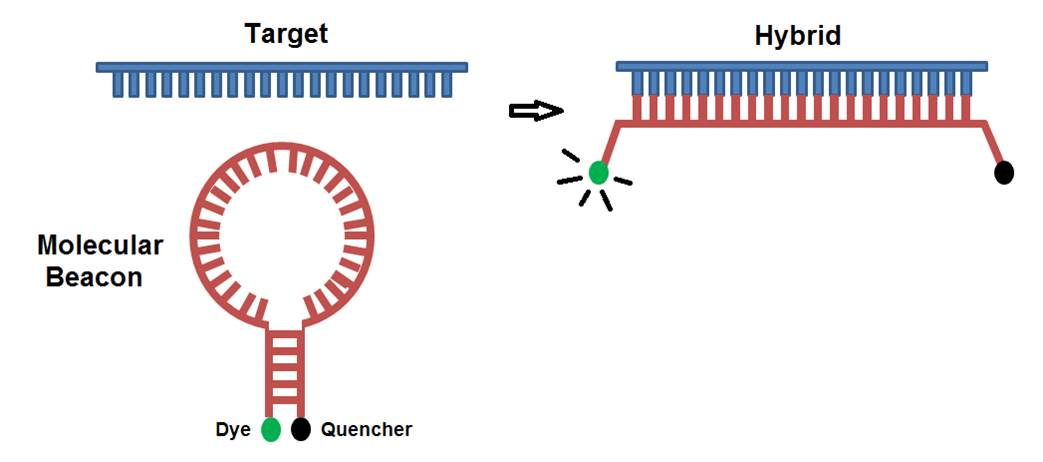 Target
Hybrid
Molecular
Beacon
Dye
Quencher